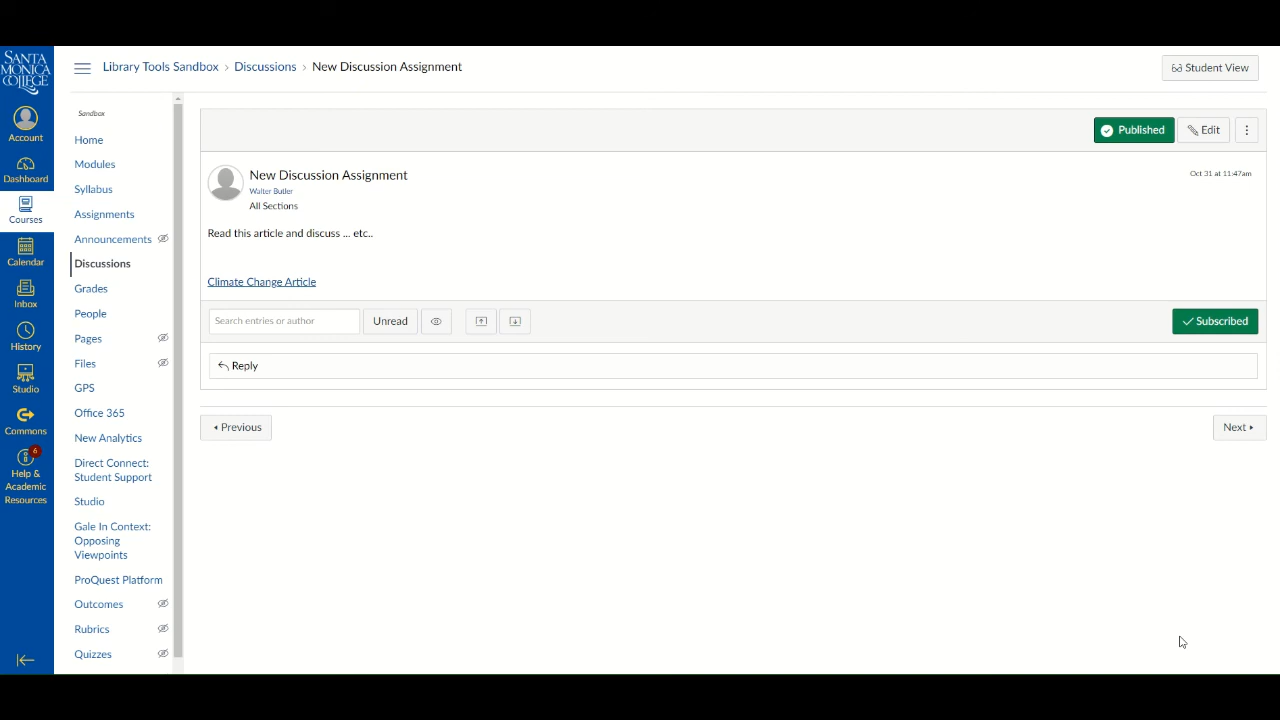 SANTA
MONICA
COLLEGE
Account
Dashboard
Courses
Calendar
Inbox
History
Studio
Commons
6
Help &
Academic
Resources
Library Tools Sandbox › Discussions › New Discussion Assignment
Student View
Sandbox
Home
Modules
Syllabus
Assignments
Announcements
Discussions
Grades
People
Pages
Files
GPS
Office 365
New Analytics
Direct Connect:
Student Support
Studio
Gale In Context:
Opposing
Viewpoints
ProQuest Platform
Outcomes
Rubrics
Quizzes
Published
Edit
New Discussion Assignment
Oct 31 at 11:47am
Walter Butler
All Sections
Read this article and discuss ... etc..
Climate Change Article
Search entries or author
Unread
Subscribed
Reply
Previous
Next